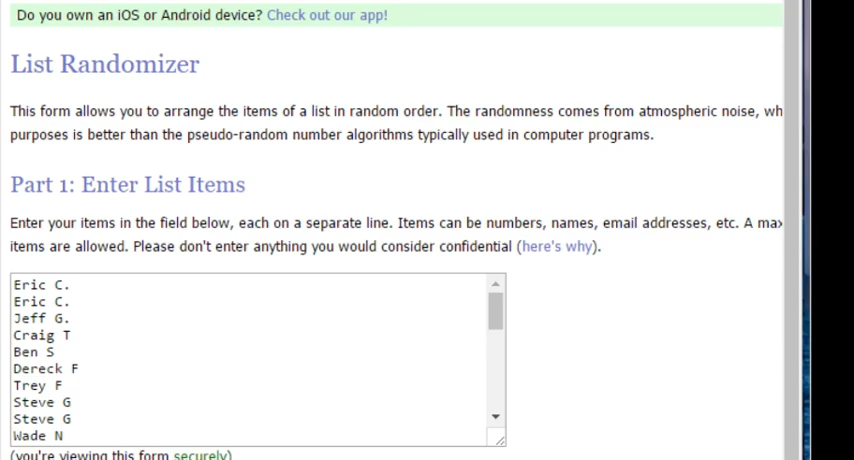 Do you own an iOS or Android device? Check out our app!
List Randomizer
This form allows you to arrange the items of a list in random order. The randomness comes from atmospheric noise, wh
purposes is better than the pseudo-random number algorithms typically used in computer programs.
Part 1: Enter List Items
Enter your items in the field below, each on a separate line. Items can be numbers, names, email addresses, etc. A max
items are allowed. Please don't enter anything you would consider confidential (here's why).
Eric C.
Eric C.
Jeff G.
Craig T
Ben S
Dereck F
Trey F
Steve G
Steve G
Wade N
(you're viewing this form securely)